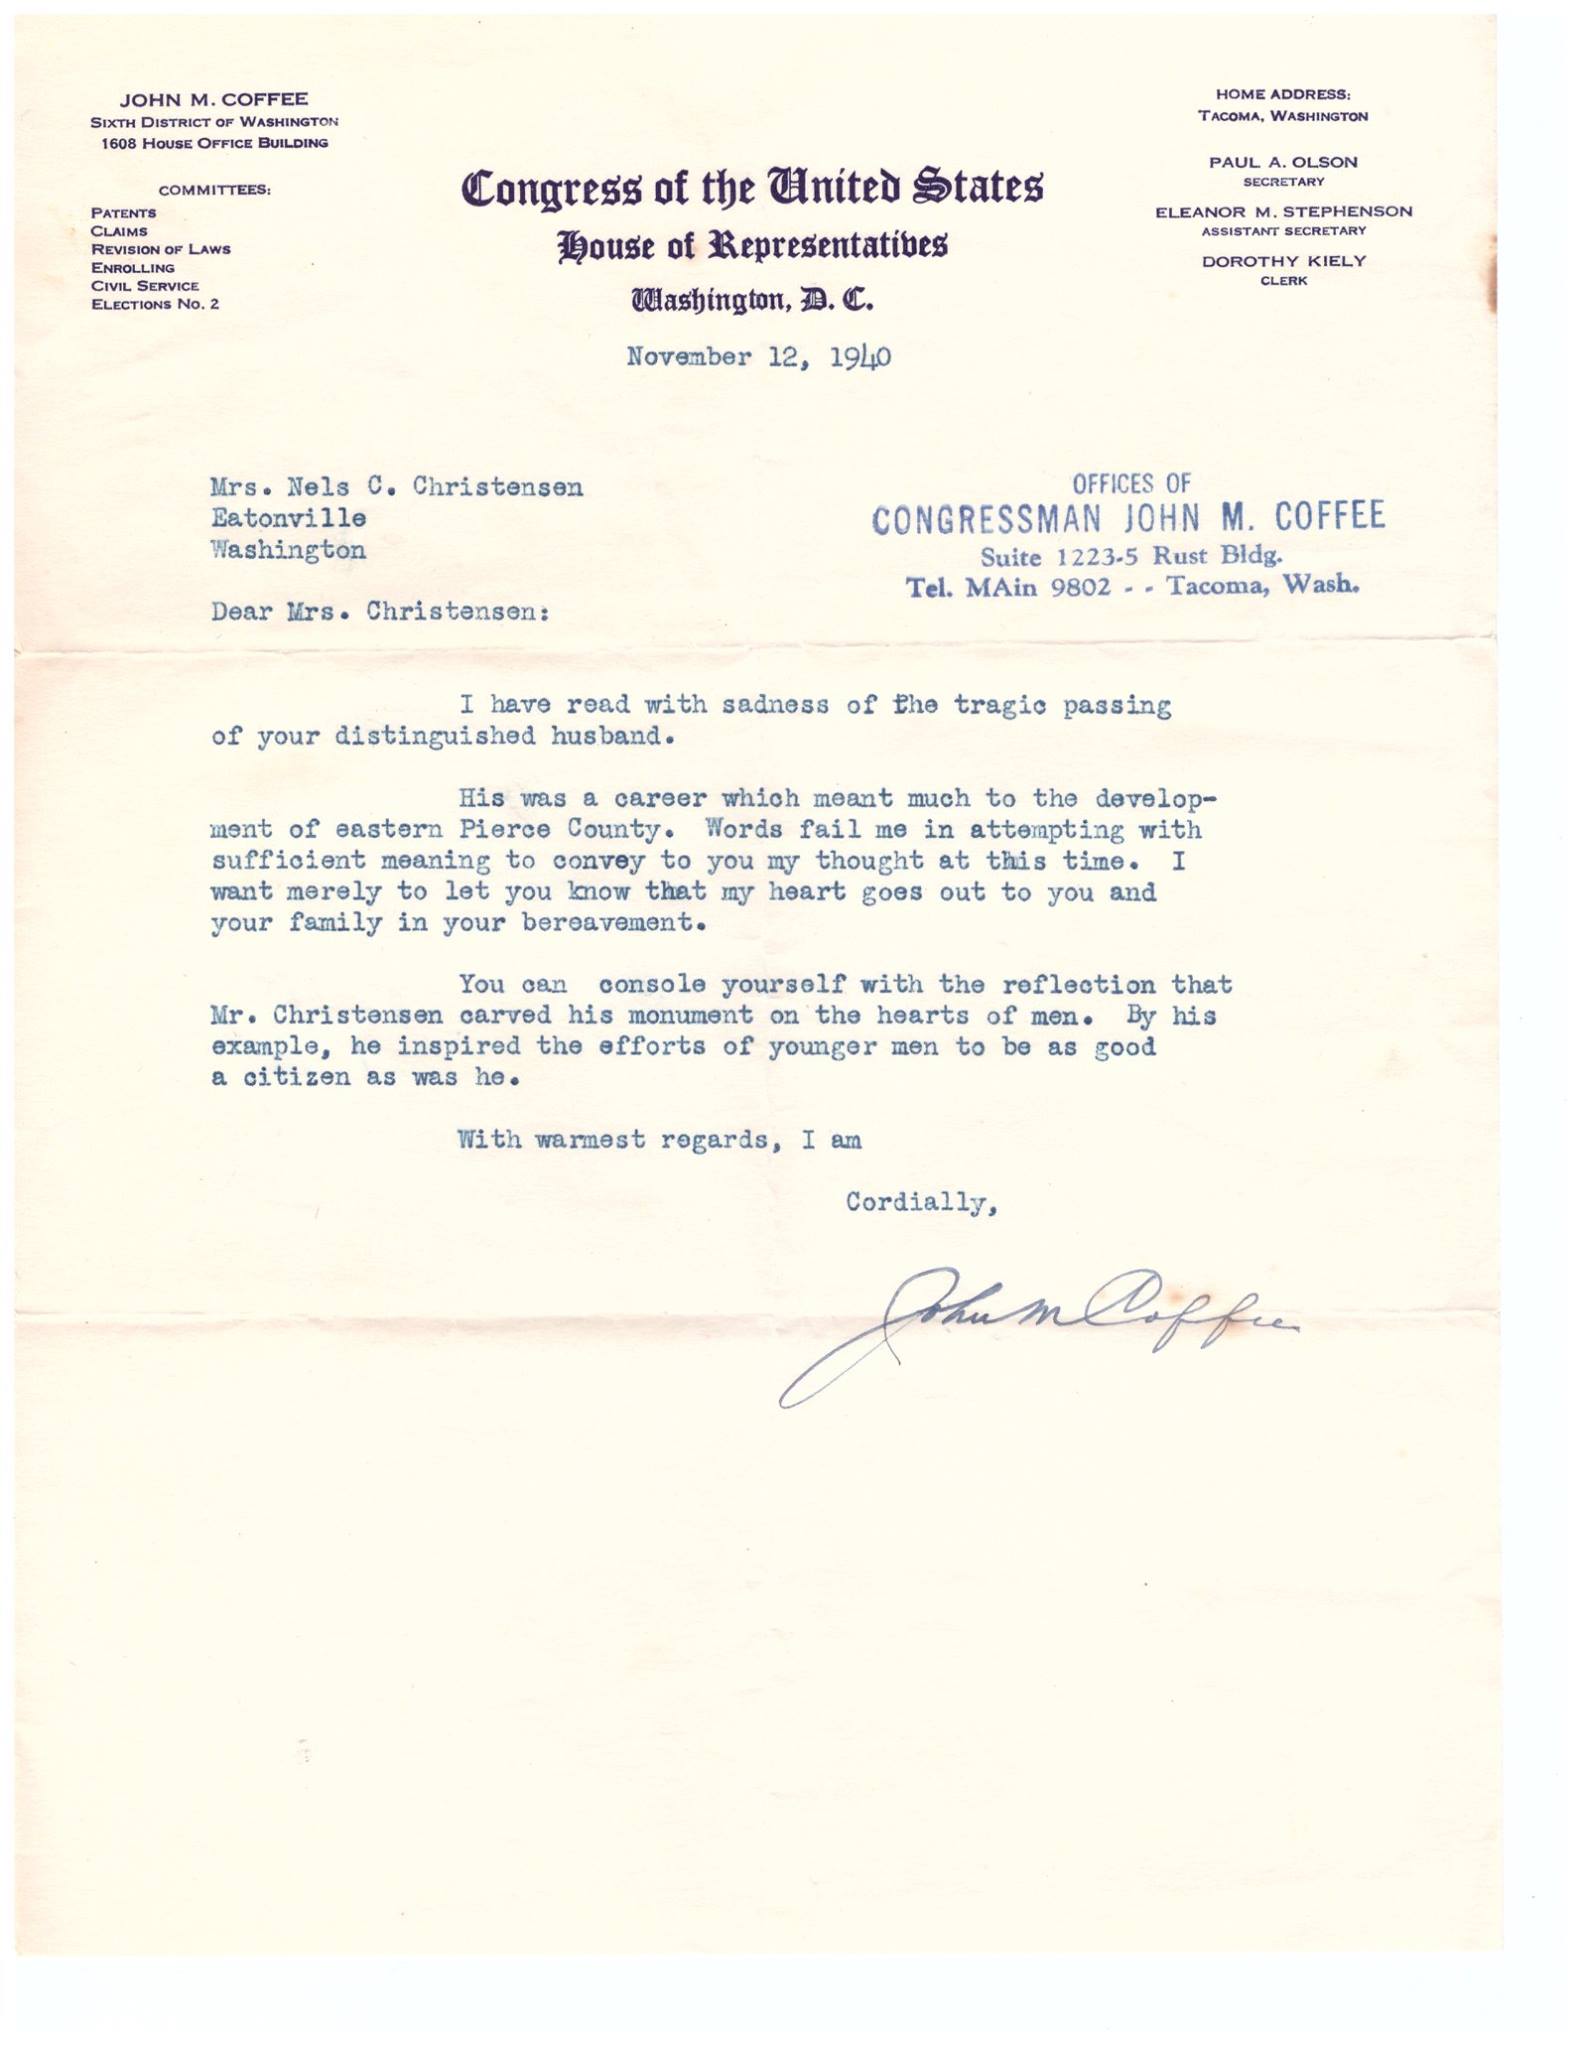 JOHN M. COFFEE
SIXTH DISTRICT OF WASHINGTON
1608 HOUSE OFFICE BUILDING
COMMITTEES:
PATENTS
CLAIMS
REVISION OF LAWS
ENROLLING
CIVIL SERVICE
ELECTIONS NO. 2
HOME ADDRESS:
TACOMA, WASHINGTON
PAUL A. OLSON
SECRETARY
ELEANOR M. STEPHENSON
ASSISTANT SECRETARY
DOROTHY KIELY
CLERK
Congress of the United States
House of Representatives
Washington, D. C.
November 12, 1940
Mrs. Nels C. Christensen
Eatonville
Washington
OFFICES OF
CONGRESSMAN JOHN M. COFFEE
Suite 1223-5 Rust Bldg.
Tel. MAin 9802 - - Tacoma, Wash.
Dear Mrs. Christensen:
I have read with sadness of the tragic passing
of your distinguished husband.
His was a career which meant much to the develop-
ment of eastern Pierce County. Words fail me in attempting with
sufficient meaning to convey to you my thought at this time. I
want merely to let you know that my heart goes out to you and
your family in your bereavement.
You can console yourself with the reflection that
Mr. Christensen carved his monument on the hearts of men. By his
example, he inspired the efforts of younger men to be as good
a citizen as was he.
With warmest regards, I am
Cordially,
John M Coffee